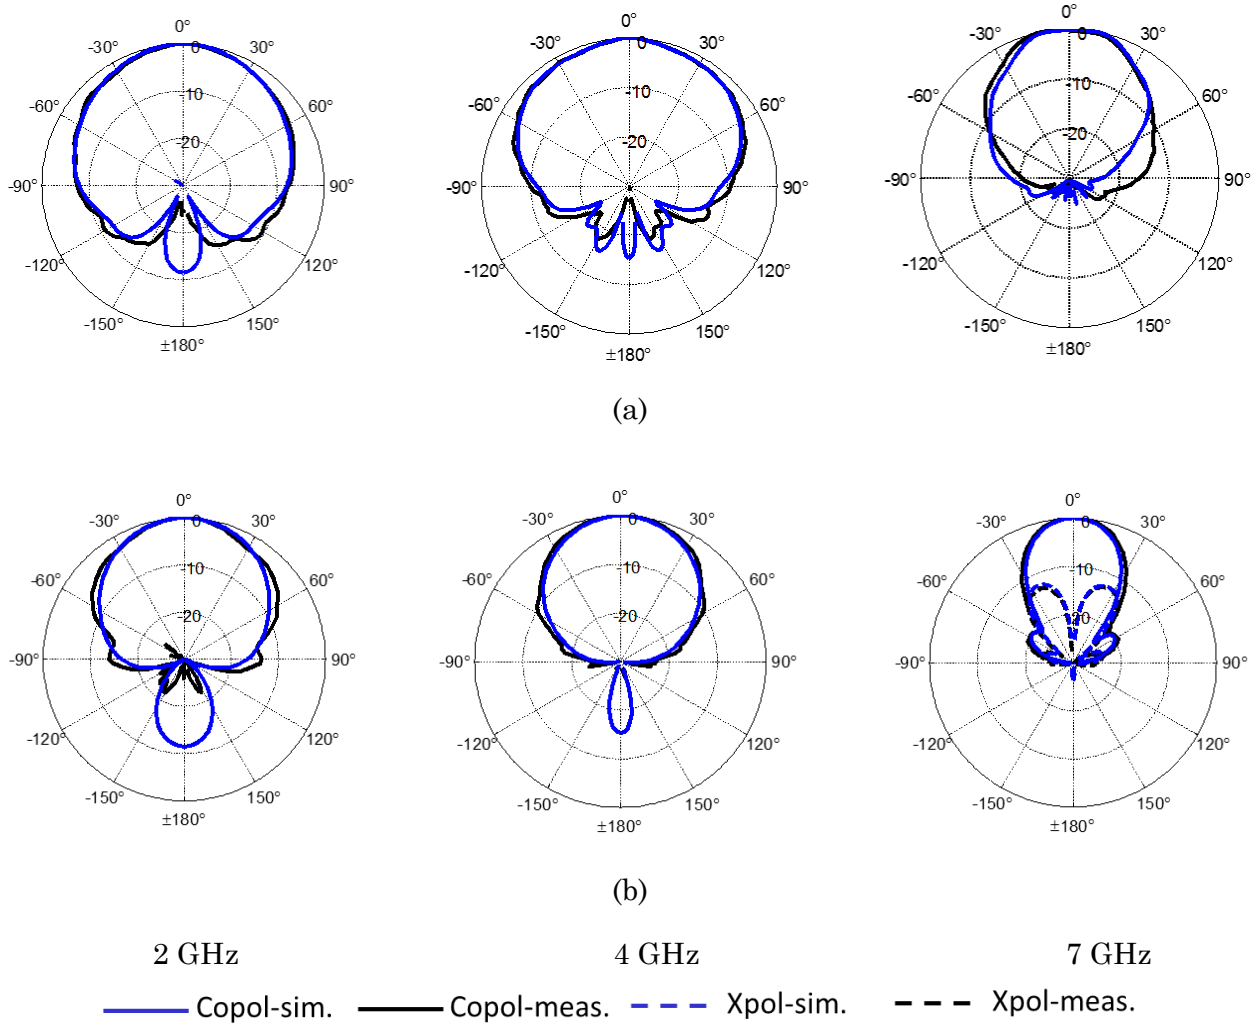 0° 0° 0°
-30° 0 30° -30° 0 30° -30° 0 30°
-60° -10 60° -60° -10 60° -60° -10 60°
-20 -20 -20
-90° 90° -90° 90° -90° 90°
-120° 120° -120° 120° -120° 120°
-150° 150° -150° 150° -150° 150°
±180° ±180° ±180°
(a)
0° 0° 0°
-30° 0 30° -30° 0 30° -30° 0 30°
-60° -10 60° -60° -10 60° -60° -10 60°
-20 -20 -20
-90° 90° -90° 90° -90° 90°
-120° 120° -120° 120° -120° 120°
-150° 150° -150° 150° -150° 150°
±180° ±180° ±180°
(b)
2 GHz 4 GHz 7 GHz
Copol-sim. Copol-meas. Xpol-sim. Xpol-meas.